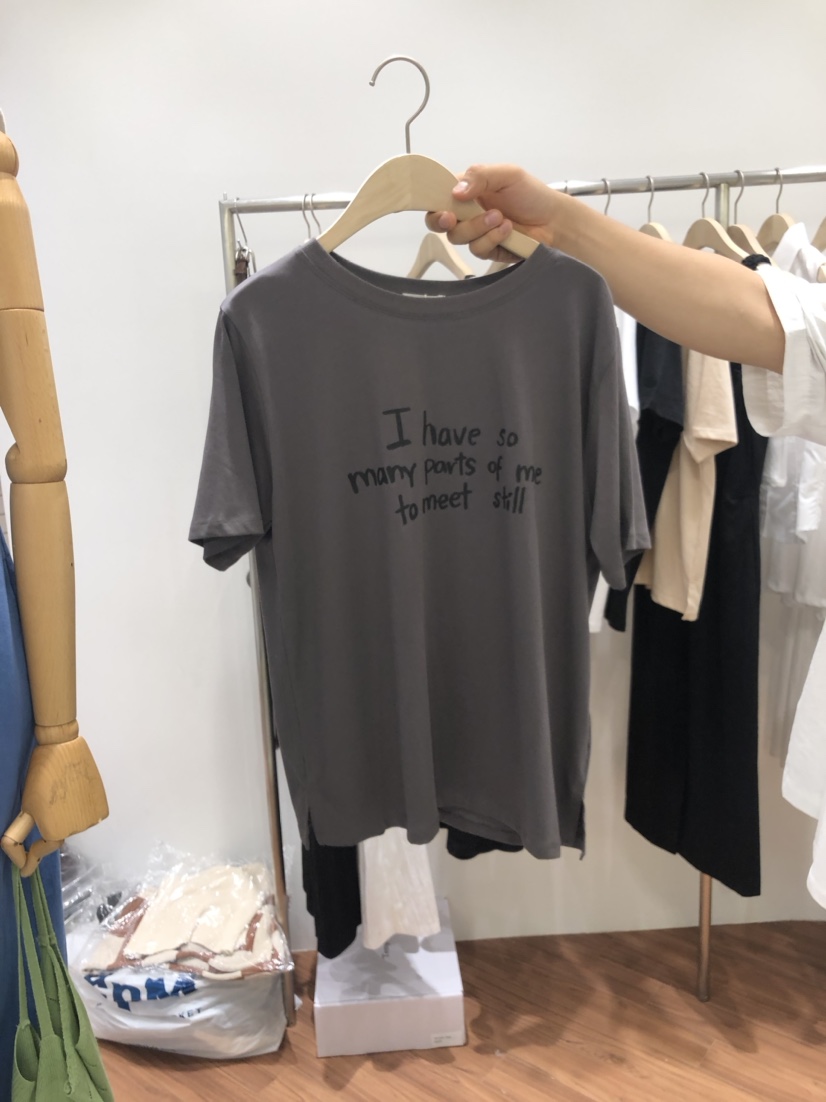 I have so
many parts of me
to meet still